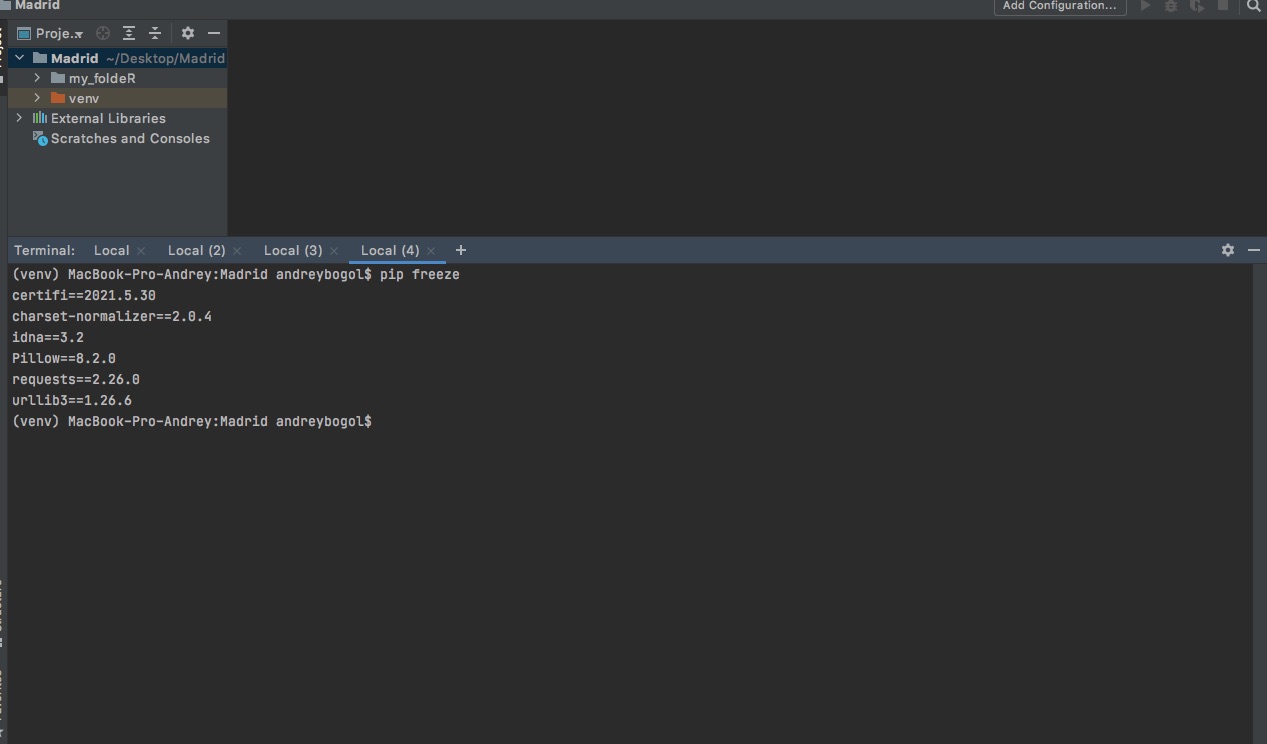 Madrid
Add Configuration...
Proje..
Madrid ~/Desktop/Madrid
my_foldeR
venv
External Libraries
Scratches and Consoles
Terminal: Local Local (2) Local (3) Local (4) +
(venv) MacBook-Pro-Andrey:Madrid andreybogol$ pip freeze
certifi==2021.5.30
charset-normalizer==2.0.4
idna==3.2
Pillow==8.2.0
requests==2.26.0
urllib3==1.26.6
(venv) MacBook-Pro-Andrey:Madrid andreybogol$